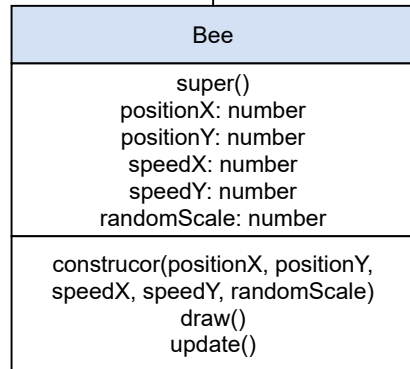 Bee
super()
positionX: number
positionY: number
speedX: number
speedY: number
randomScale: number
construcor(positionX, positionY,
speedX, speedY, randomScale)
draw()
update()